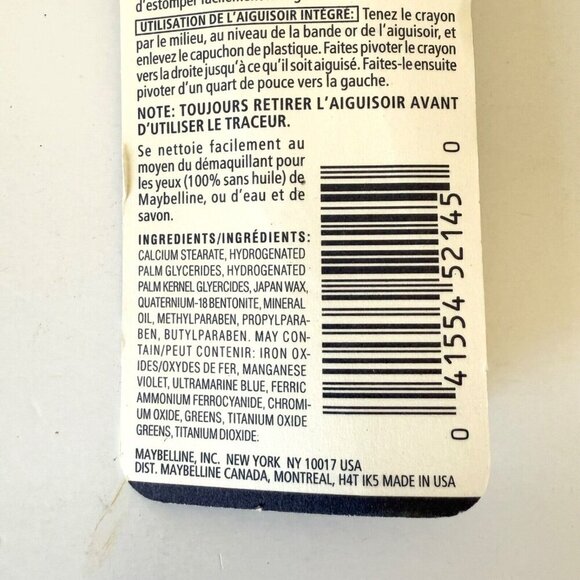 d'estomper facilement
UTILISATION DE L'AIGUISOIR INTÉGRÉ: Tenez le crayon
par le milieu, au niveau de la bande or de l'aiguisoir, et
enlevez le capuchon de plastique. Faites pivoter le crayon
vers la droite jusqu'à ce qu'il soit aiguisé. Faites-le ensuite
pivoter d'un quart de pouce vers la gauche.
NOTE: TOUJOURS RETIRER L'AIGUISOIR AVANT
D'UTILISER LE TRACEUR.
Se nettoie facilement au
moyen du démaquillant pour
les yeux (100% sans huile) de
Maybelline, ou d'eau et de
savon.
INGREDIENTS/INGRÉDIENTS:
CALCIUM STEARATE, HYDROGENATED
PALM GLYCERIDES, HYDROGENATED
PALM KERNEL GLYERCIDES, JAPAN WAX,
QUATERNIUM-18 BENTONITE, MINERAL
OIL, METHYLPARABEN, PROPYLPARA-
BEN, BUTYLPARABEN. MAY CON-
TAIN/PEUT CONTENIR: IRON OX-
IDES/OXYDES DE FER, MANGANESE
VIOLET, ULTRAMARINE BLUE, FERRIC
AMMONIUM FERROCYANIDE, CHROMI-
UM OXIDE, GREENS, TITANIUM OXIDE
GREENS, TITANIUM DIOXIDE.
0 41554 52145 0
MAYBELLINE, INC. NEW YORK NY 10017 USA
DIST. MAYBELLINE CANADA, MONTREAL, H4T IK5 MADE IN USA